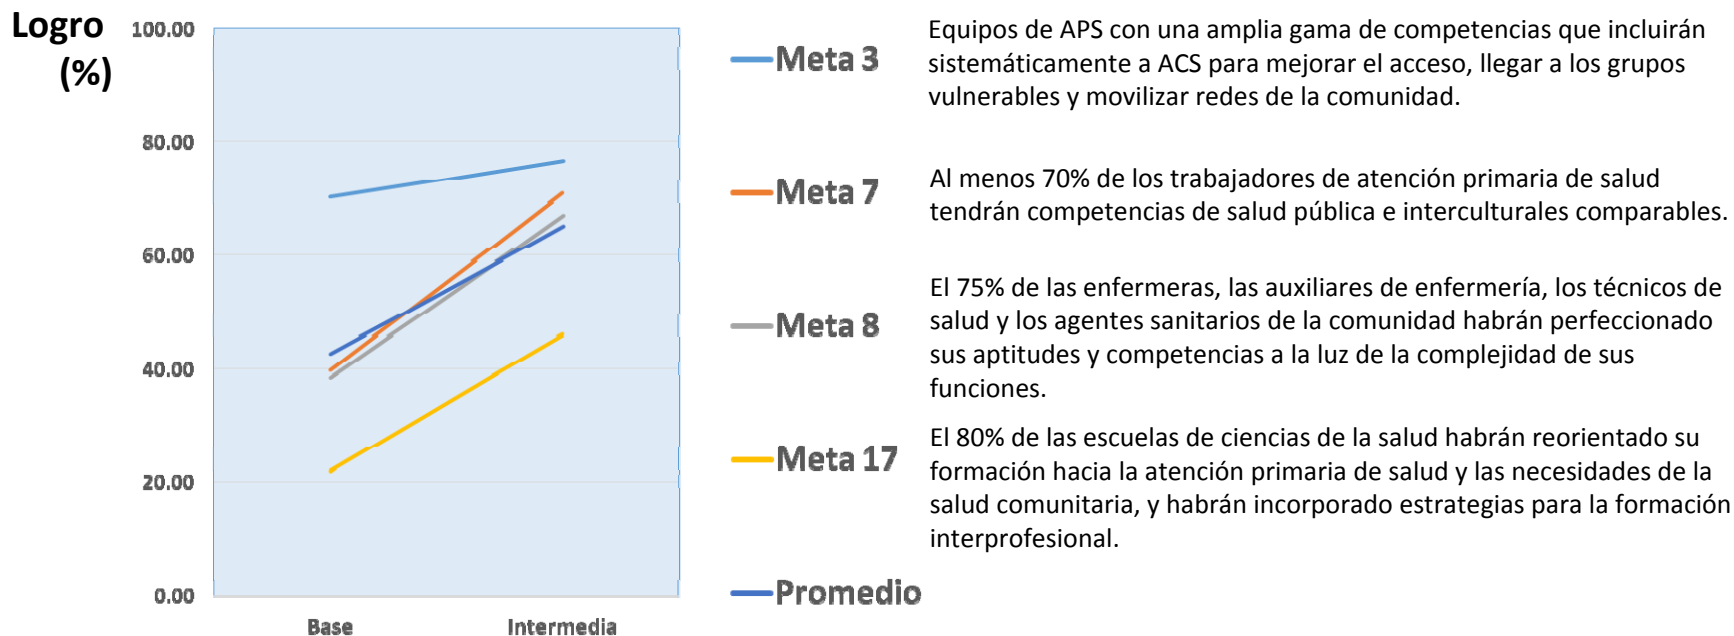 Logro
(%)
100.00
80.00
60.00
40.00
20.00
0.00
Base
Intermedia
Meta 3
Equipos de APS con una amplia gama de competencias que incluirán
sistemáticamente a ACS para mejorar el acceso, llegar a los grupos
vulnerables y movilizar redes de la comunidad.
Meta 7
Al menos 70% de los trabajadores de atención primaria de salud
tendrán competencias de salud pública e interculturales comparables.
Meta 8
El 75% de las enfermeras, las auxiliares de enfermería, los técnicos de
salud y los agentes sanitarios de la comunidad habrán perfeccionado
sus aptitudes y competencias a la luz de la complejidad de sus
funciones.
Meta 17
El 80% de las escuelas de ciencias de la salud habrán reorientado su
formación hacia la atención primaria de salud y las necesidades de la
salud comunitaria, y habrán incorporado estrategias para la formación
interprofesional.
Promedio